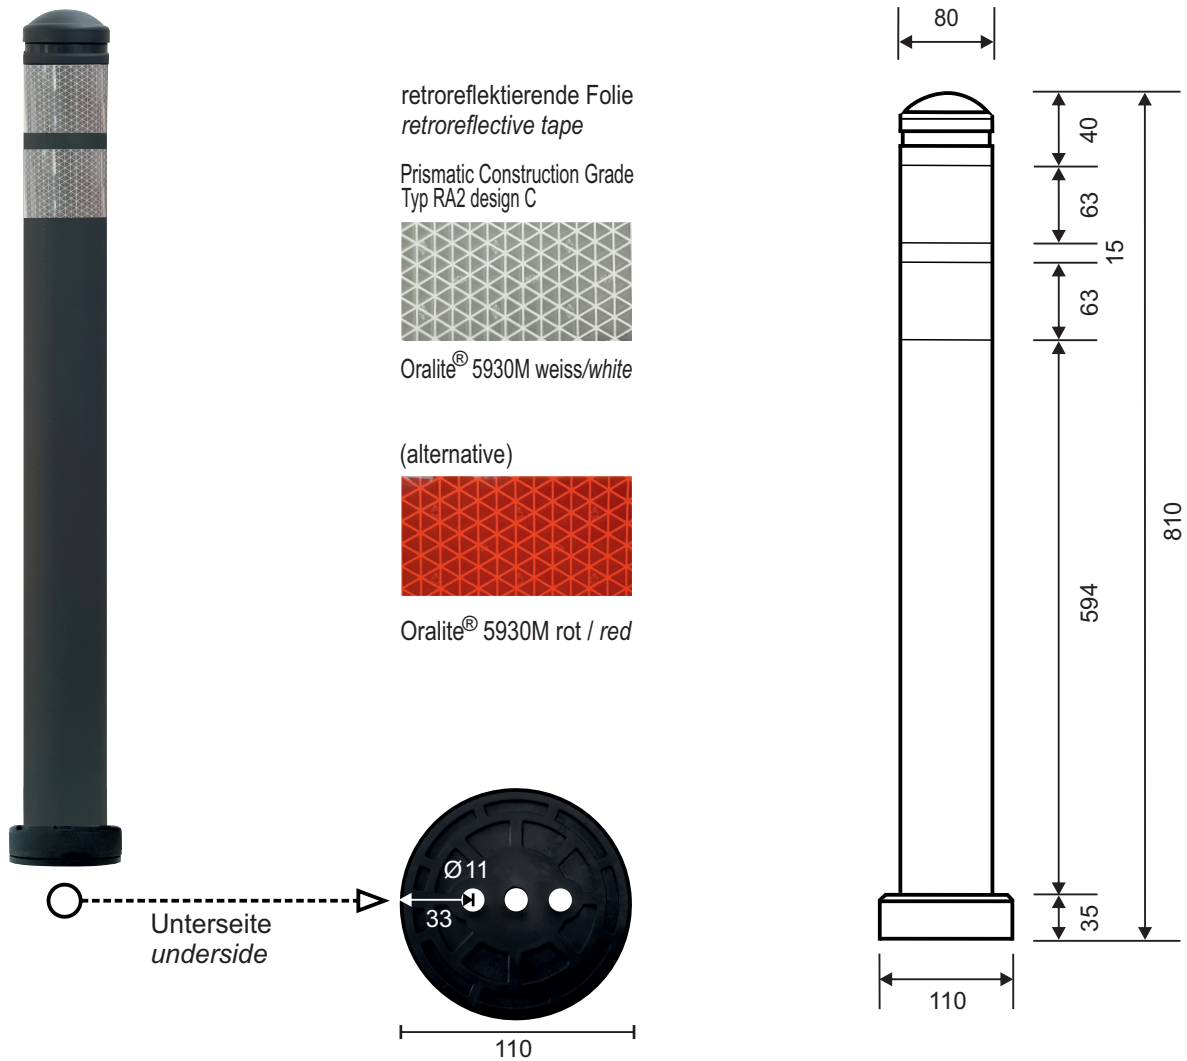 retroreflektierende Folie
retroreflective tape
Prismatic Construction Grade
Typ RA2 design C
Oralite® 5930M weiss/white
(alternative)
Oralite® 5930M rot / red
Unterseite
underside
Ø11
33
110
80
40
63
15
63
810
594
35
110